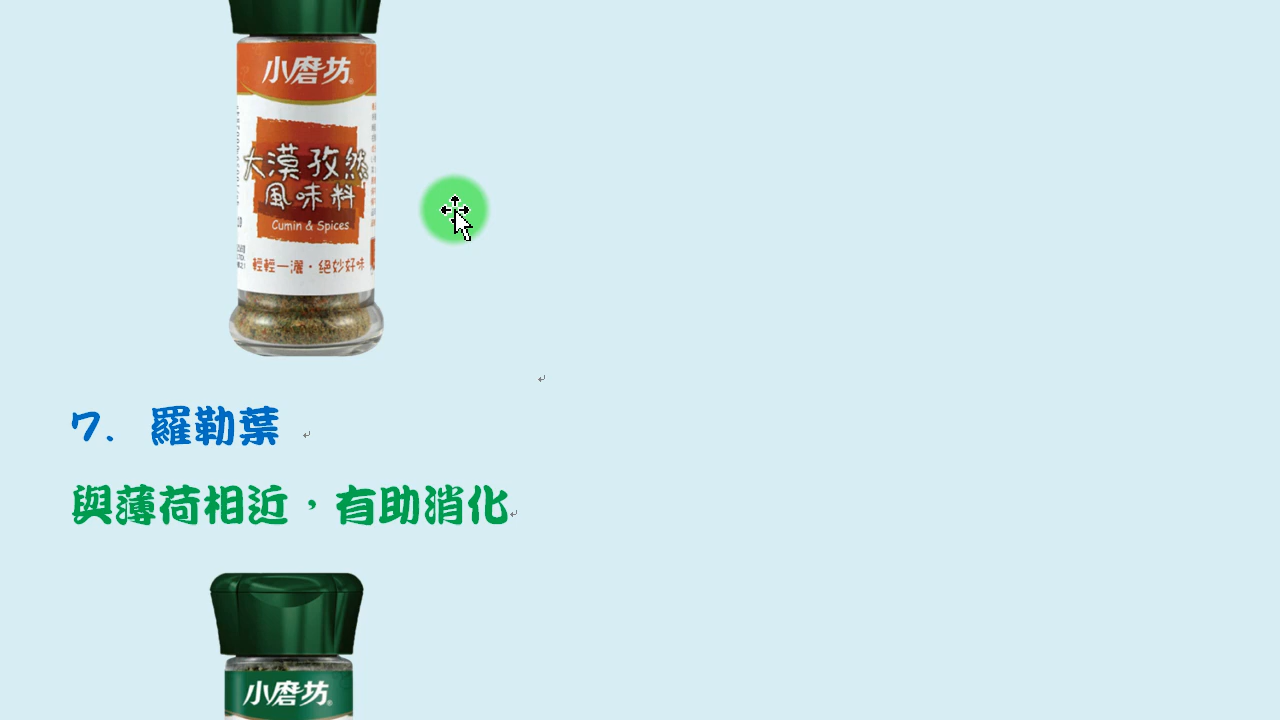 小磨坊
大漠孜然
風味料
Cumin & Spices
輕輕一灑·絕妙好味
7. 羅勒葉
與薄荷相近，有助消化
小磨坊